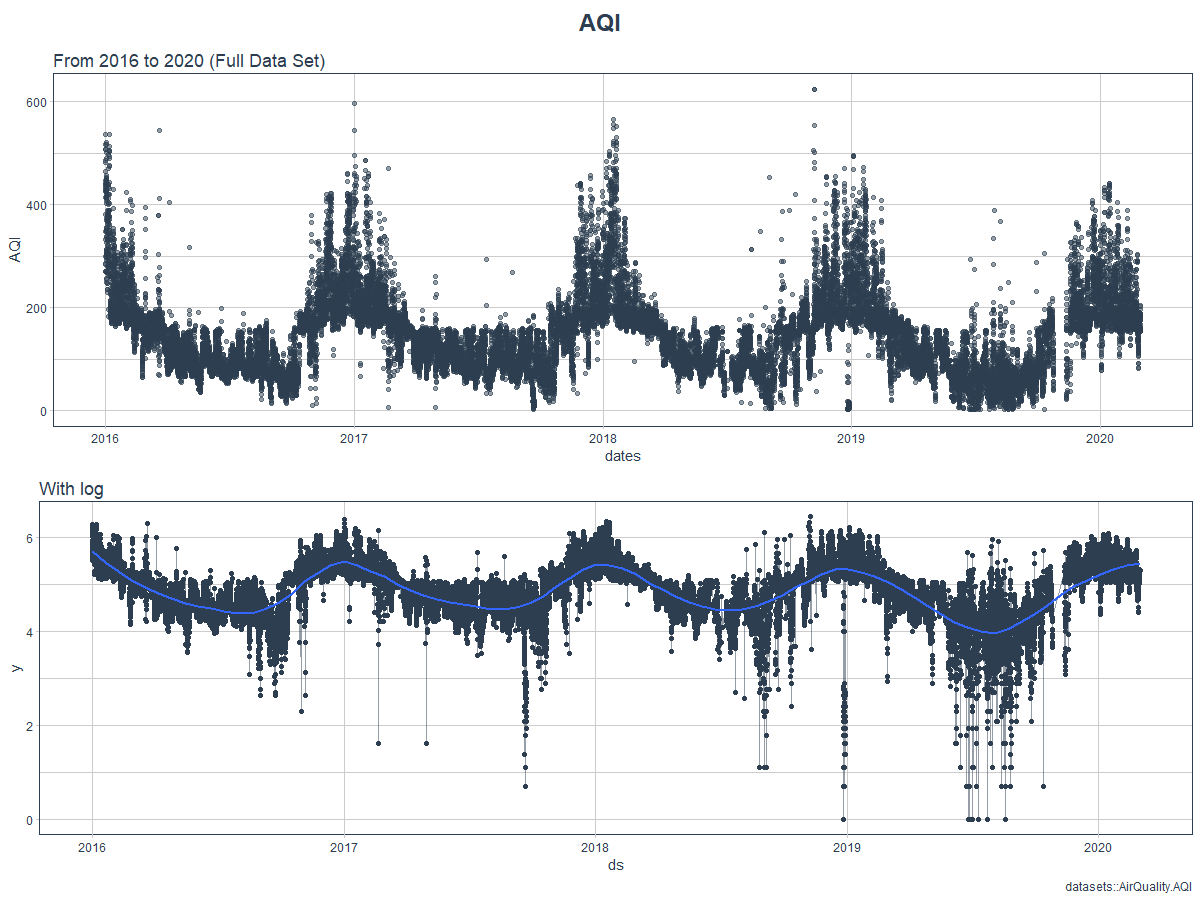 AQI
From 2016 to 2020 (Full Data Set)
600
400
200
0
AQI
2016 2017 2018 2019 2020
dates
With log
6
4
2
0
y
2016 2017 2018 2019 2020
ds
datasets::AirQuality.AQI